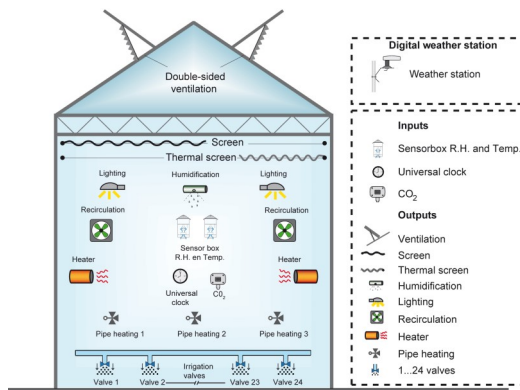 Double-sided
ventilation
Screen
Thermal screen
Lighting
Humidification
Lighting
Recirculation
Recirculation
Sensor box
R.H. en Temp.
Heater
Heater
Universal
clock
C0₂
Pipe heating 1
Pipe heating 2
Pipe heating 3
Irrigation
valves
Valve 1
Valve 2
Valve 23
Valve 24
Digital weather station
Weather station
Inputs
Sensorbox R.H. and Temp.
Universal clock
CO₂
Outputs
Ventilation
Screen
Thermal screen
Humidification
Lighting
Recirculation
Heater
Pipe heating
1...24 valves